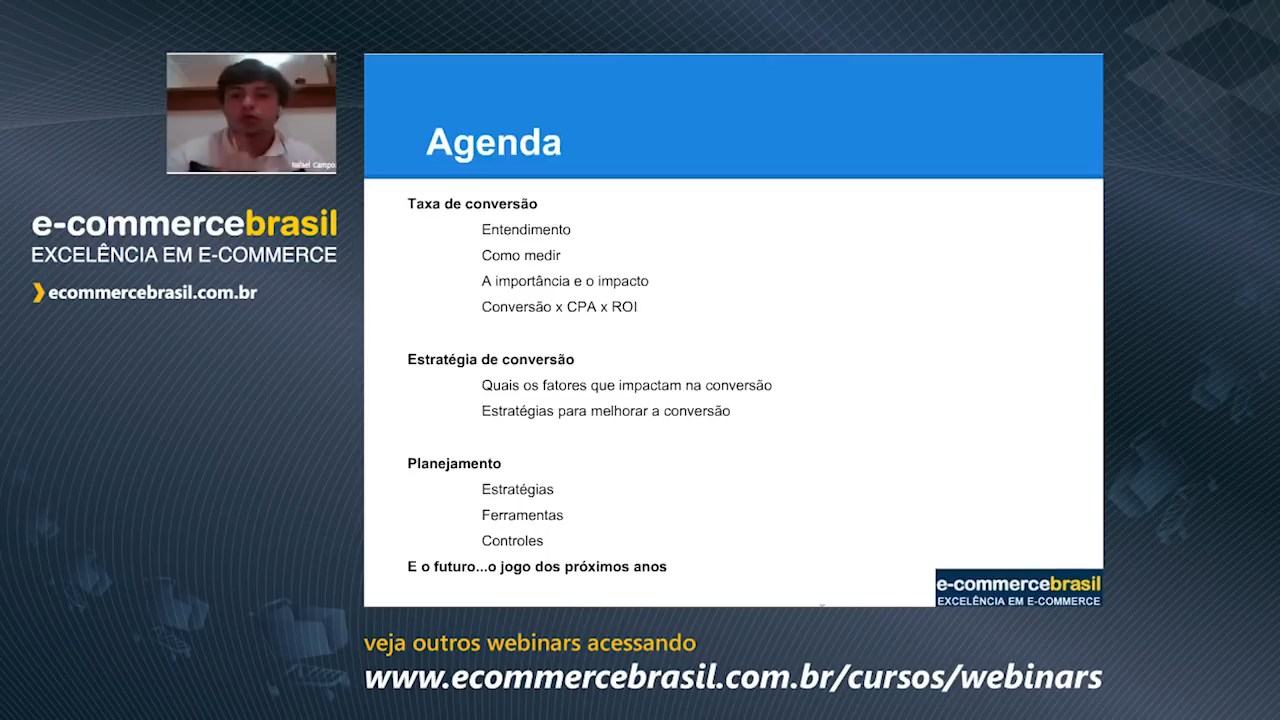 Rafael Campo
e-commercebrasil
EXCELÊNCIA EM E-COMMERCE
ecommercebrasil.com.br
Agenda
Taxa de conversão
Entendimento
Como medir
A importância e o impacto
Conversão x CPA x ROI
Estratégia de conversão
Quais os fatores que impactam na conversão
Estratégias para melhorar a conversão
Planejamento
Estratégias
Ferramentas
Controles
E o futuro...o jogo dos próximos anos
e-commercebrasil
EXCELÊNCIA EM E-COMMERCE
veja outros webinars acessando
www.ecommercebrasil.com.br/cursos/webinars